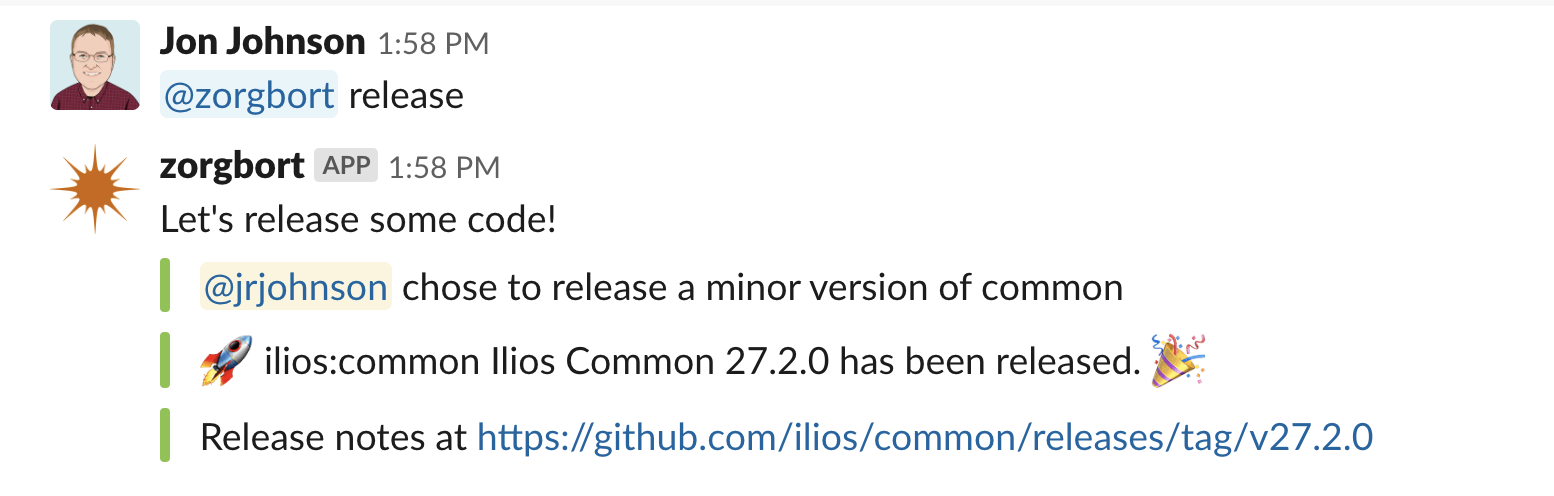 Jon Johnson 1:58 PM
@zorgbort release
zorgbort APP 1:58 PM
Let's release some code!
@jrjohnson chose to release a minor version of common
🚀 ilios:common Ilios Common 27.2.0 has been released. 🎉
Release notes at https://github.com/ilios/common/releases/tag/v27.2.0